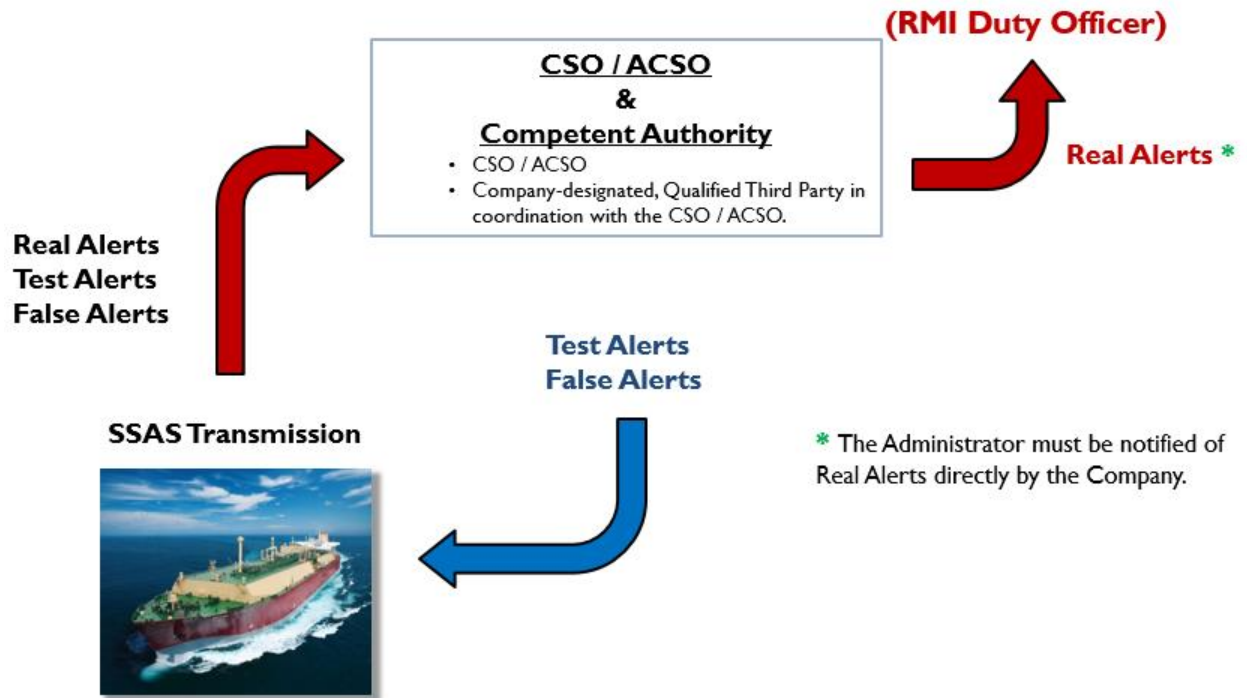 (RMI Duty Officer)
CSO / ACSO
&
Competent Authority
• CSO / ACSO
• Company-designated, Qualified Third Party in
coordination with the CSO / ACSO.
Real Alerts *
Real Alerts
Test Alerts
False Alerts
Test Alerts
False Alerts
SSAS Transmission
* The Administrator must be notified of
Real Alerts directly by the Company.